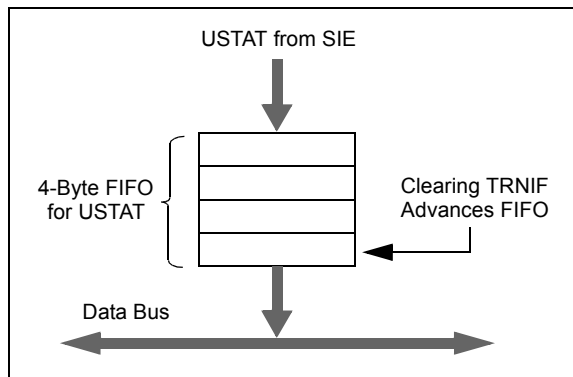 USTAT from SIE
4-Byte FIFO
for USTAT
Clearing TRNIF
Advances FIFO
Data Bus